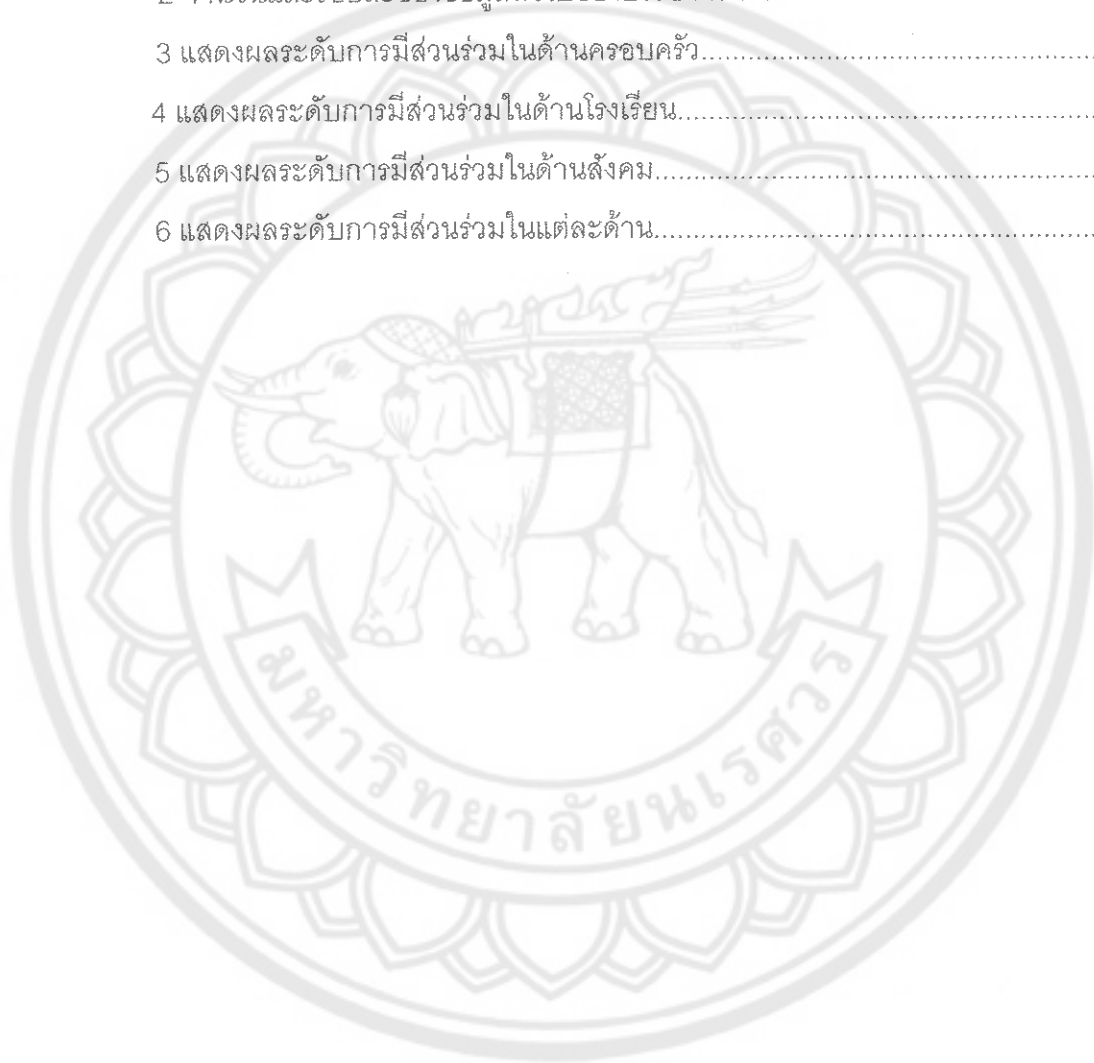 3 แสดงผลระดับการมีส่วนร่วมในด้านครอบครัว........................................................
4 แสดงผลระดับการมีส่วนร่วมในด้านโรงเรียน...........................................................
5 แสดงผลระดับการมีส่วนร่วมในด้านสังคม..............................................................
6 แสดงผลระดับการมีส่วนร่วมในแต่ละด้าน..............................................................
มหาวิทยาลัยนเรศวร